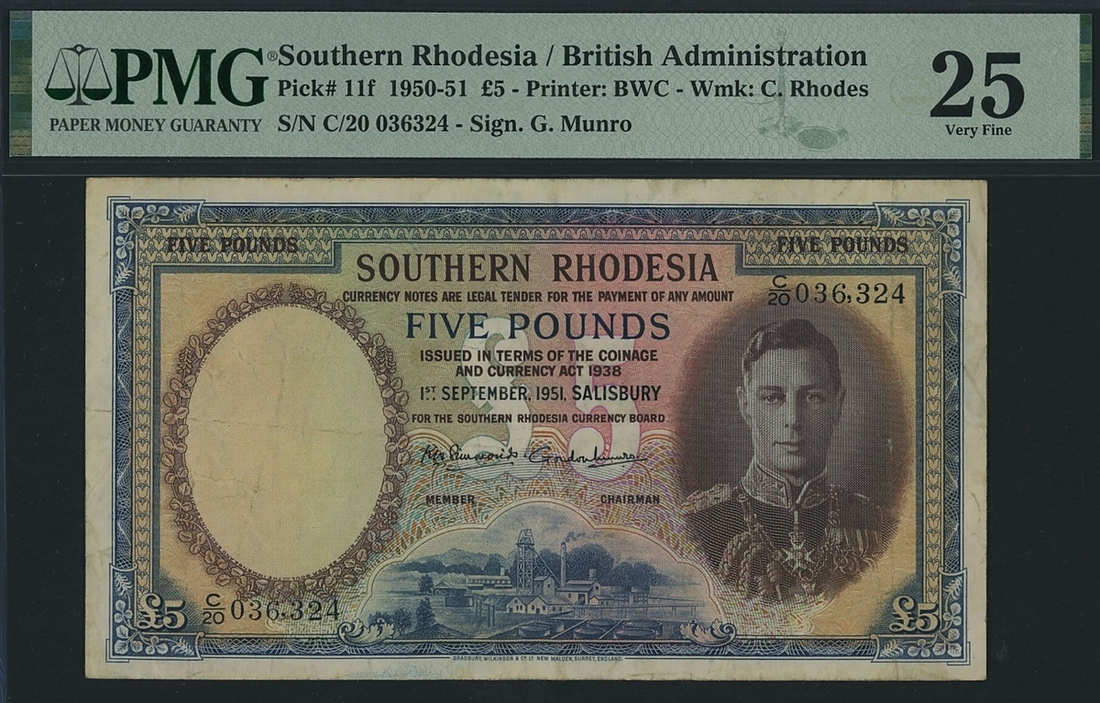 PMG®
PAPER MONEY GUARANTY
Southern Rhodesia / British Administration
Pick# 11f 1950-51 £5 - Printer: BWC - Wmk: C. Rhodes
S/N C/20 036324 - Sign. G. Munro
25
Very Fine
FIVE POUNDS
FIVE POUNDS
SOUTHERN RHODESIA
C/20 036,324
CURRENCY NOTES ARE LEGAL TENDER FOR THE PAYMENT OF ANY AMOUNT
FIVE POUNDS
£5
ISSUED IN TERMS OF THE COINAGE
AND CURRENCY ACT 1938
1ST SEPTEMBER, 1951, SALISBURY
FOR THE SOUTHERN RHODESIA CURRENCY BOARD
MEMBER CHAIRMAN
£5 C/20 036,324
£5
BRADBURY, WILKINSON & Co Ld NEW MALDEN, SURREY, ENGLAND.